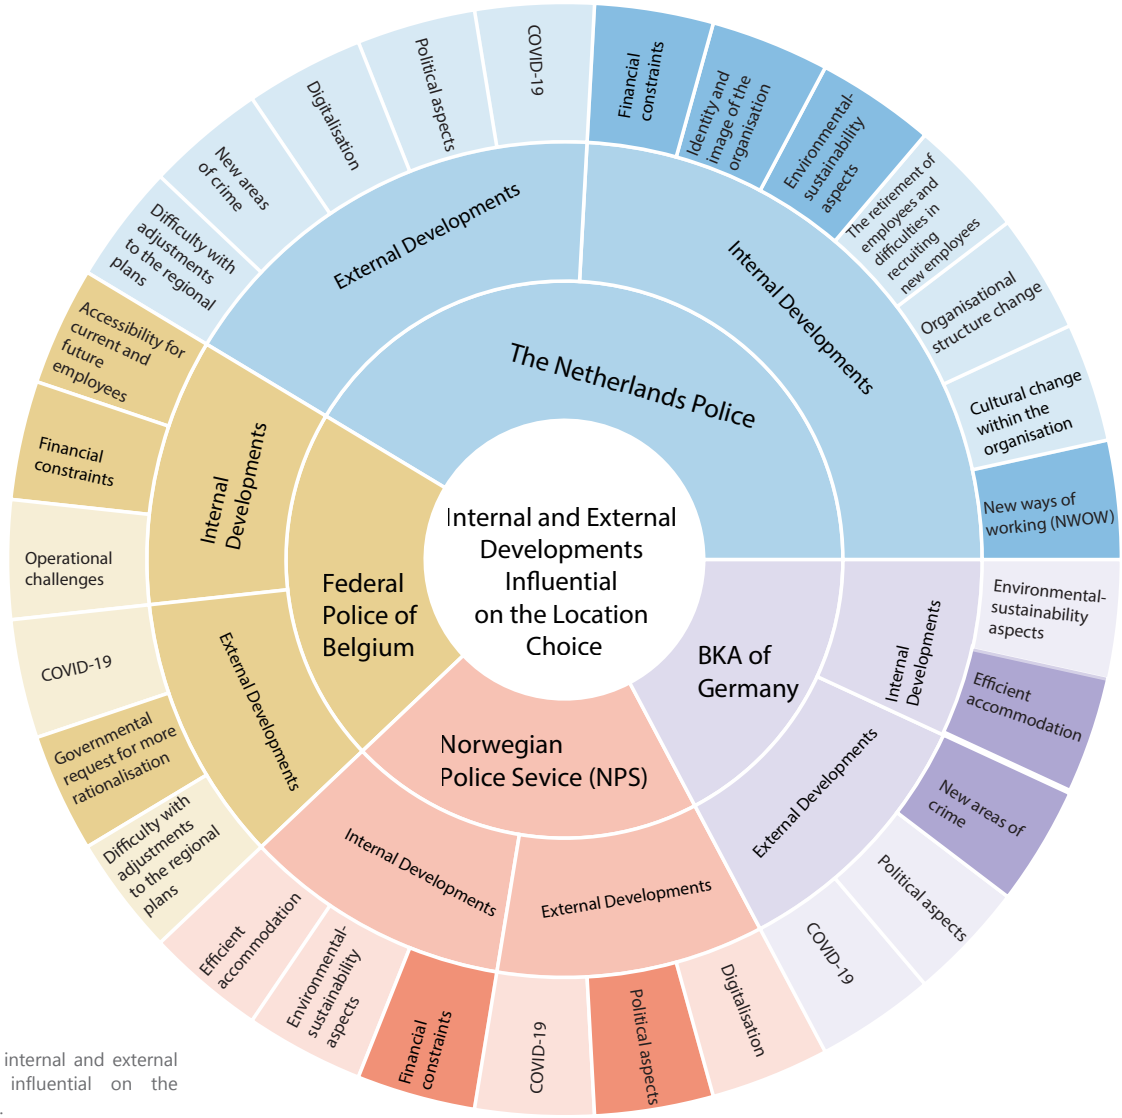 Internal and External
Developments
Influential
on the Location
Choice
The Netherlands Police
External Developments
Difficulty with
adjustments
to the regional
plans
New areas
of crime
Digitalisation
Political aspects
COVID-19
Internal Developments
Financial
constraints
Identity and
image of the
organisation
Environmental-
sustainability
aspects
The retirement of
employees and
difficulties in
recruiting
new employees
Organisational
structure change
Cultural change
within the
organisation
New ways of
working (NWOW)
BKA of
Germany
Internal
Developments
Environmental-
sustainability
aspects
Efficient
accommodation
External Developments
New areas of
crime
Political aspects
COVID-19
Norwegian
Police Sevice (NPS)
External Developments
Digitalisation
Political aspects
COVID-19
Internal Developments
Financial
constraints
Environmental-
sustainability
aspects
Efficient
accommodation
Federal
Police of
Belgium
External Developments
Difficulty with
adjustments
to the regional
plans
Governmental
request for more
rationalisation
COVID-19
Internal
Developments
Operational
challenges
Financial
constraints
Accessibility for
current and
future
employees
internal and external
influential on the